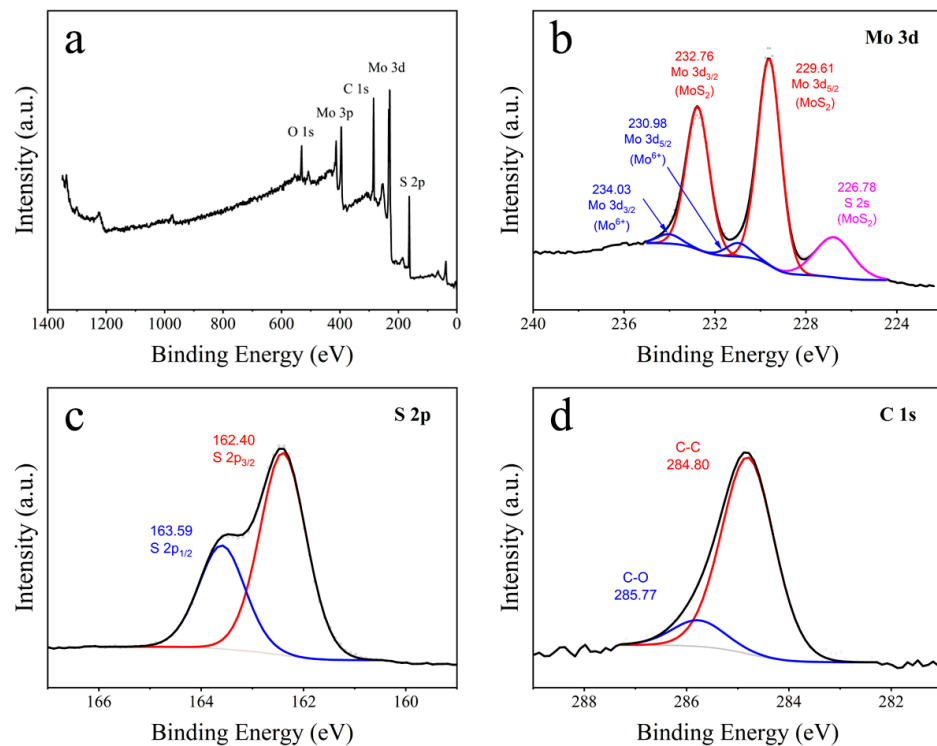 a
Intensity (a.u.)
O 1s
Mo 3p
C 1s
Mo 3d
S 2p
1400 1200 1000 800 600 400 200 0
Binding Energy (eV)
b
Mo 3d
Intensity (a.u.)
232.76
Mo 3d3/2
(MoS2)
229.61
Mo 3d5/2
(MoS2)
230.98
Mo 3d5/2
(Mo6+)
234.03
Mo 3d3/2
(Mo6+)
226.78
S 2s
(MoS2)
240 236 232 228 224
Binding Energy (eV)
c
S 2p
Intensity (a.u.)
162.40
S 2p3/2
163.59
S 2p1/2
166 164 162 160
Binding Energy (eV)
d
C 1s
Intensity (a.u.)
C-C
284.80
C-O
285.77
288 286 284 282
Binding Energy (eV)